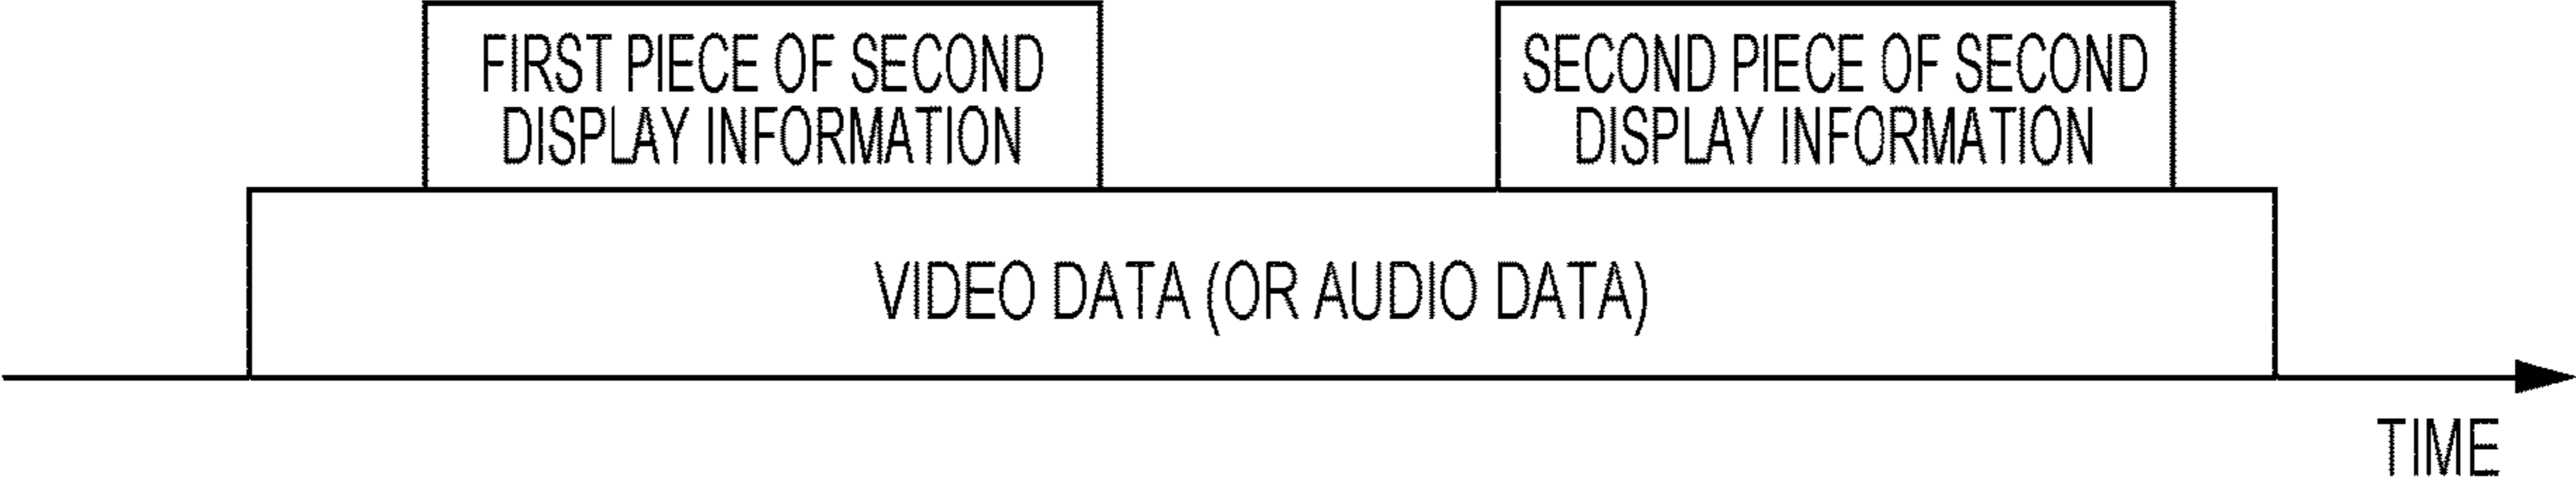 FIRST PIECE OF SECOND
DISPLAY INFORMATION
SECOND PIECE OF SECOND
DISPLAY INFORMATION
VIDEO DATA (OR AUDIO DATA)
TIME